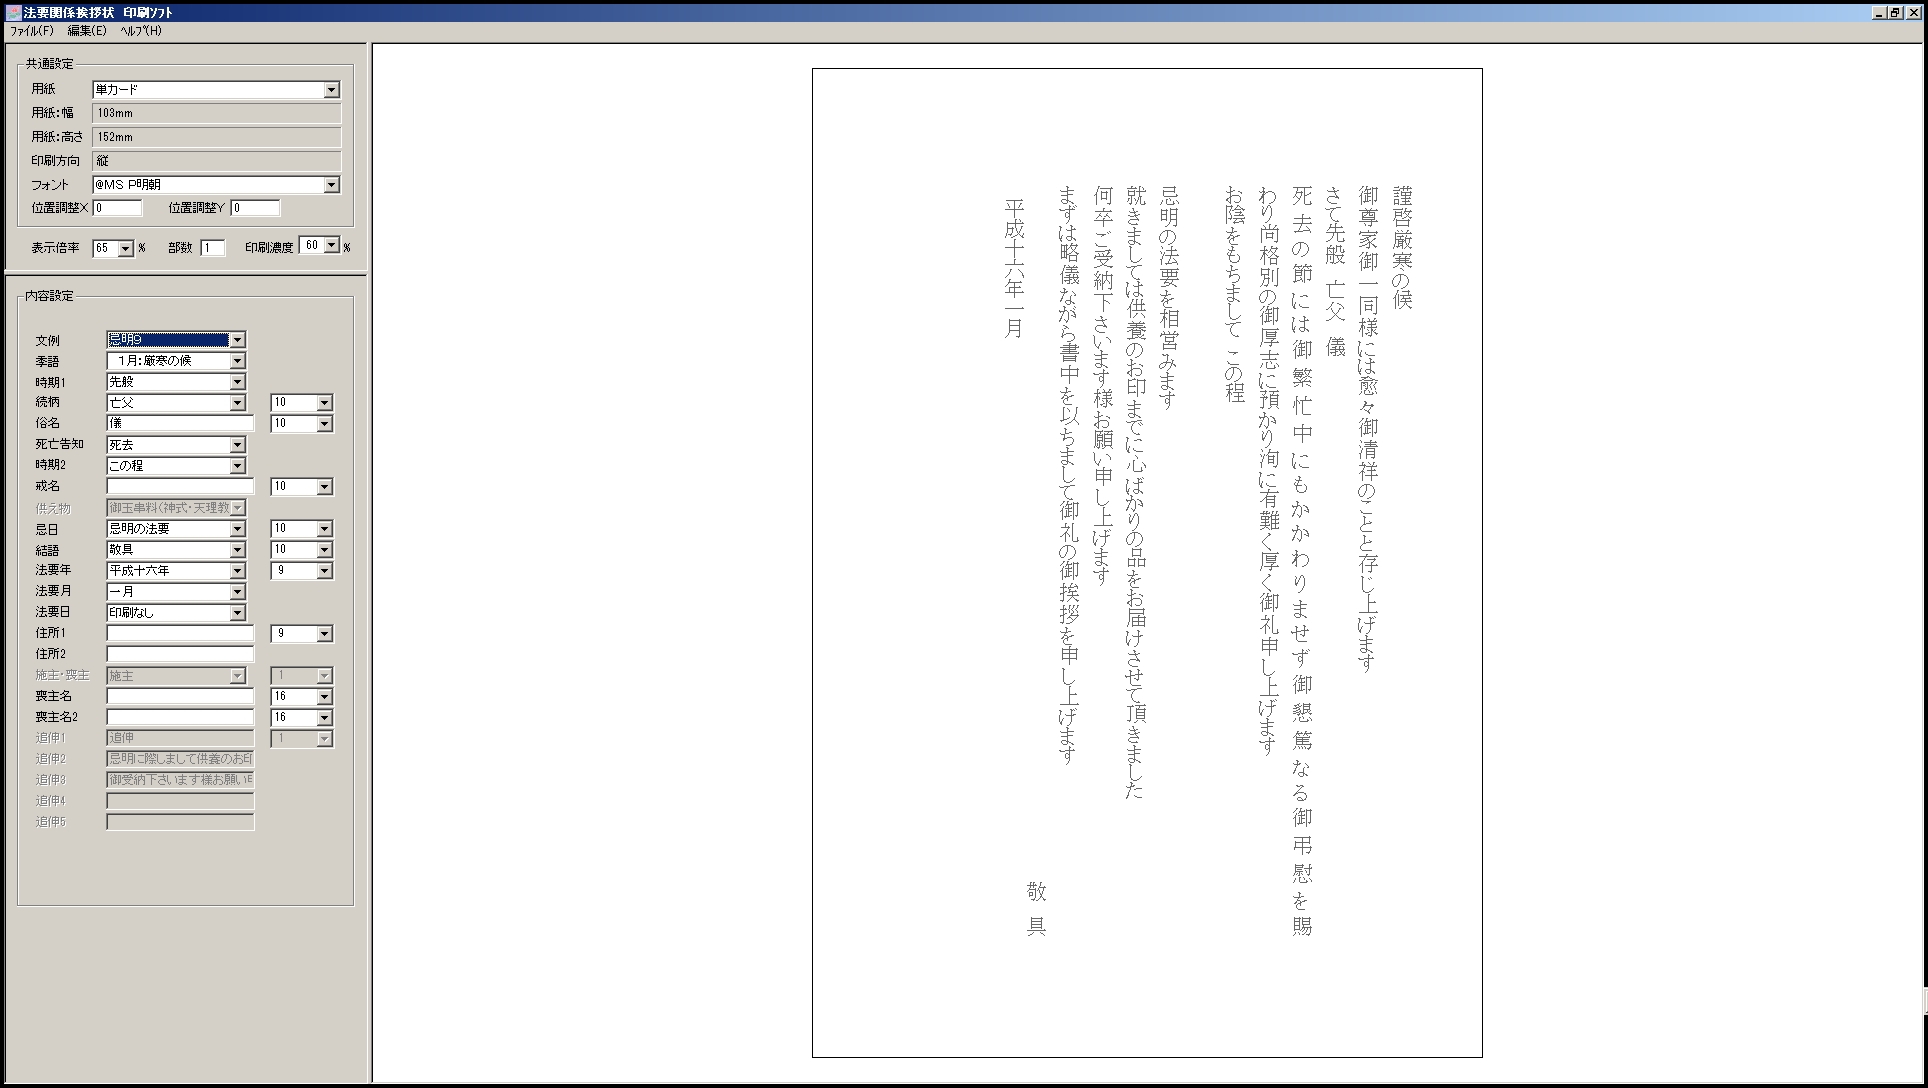 法要関係挨拶状 印刷ソフト
ファイル(F) 編集(E) ヘルプ(H)
共通設定
用紙 単カード
用紙:幅 103mm
用紙:高さ 152mm
印刷方向 縦
フォント @MS P明朝
位置調整X 0 位置調整Y 0
表示倍率 65 % 部数 1 印刷濃度 60 %
内容設定
文例 忌明9
季語 1月:厳寒の候
時期1 先般
続柄 亡父 10
俗名 儀 10
死亡告知 死去
時期2 この程
戒名 10
供え物 御玉串料(神式・天理教
忌日 忌明の法要 10
結語 敬具 10
法要年 平成十六年 9
法要月 一月
法要日 印刷なし
住所1 9
住所2
施主・喪主 施主 1
喪主名 16
喪主名2 16
追伸1 追伸 1
追伸2 忌明に際しまして供養のお印
追伸3 御受納下さいます様お願い申
追伸4
追伸5
謹啓厳寒の候
御尊家御一同様には愈々御清祥のことと存じ上げます
さて先般 亡父 儀
死去の節には御繁忙中にもかかわりませず御懇篤なる御弔慰を賜
わり尚格別の御厚志に預かり洵に有難く厚く御礼申し上げます
お陰をもちまして この程
忌明の法要を相営みます
就きましては供養のお印までに心ばかりの品をお届けさせて頂きました
何卒ご受納下さいます様お願い申し上げます
まずは略儀ながら書中を以ちまして御礼の御挨拶を申し上げます
敬具
平成十六年一月